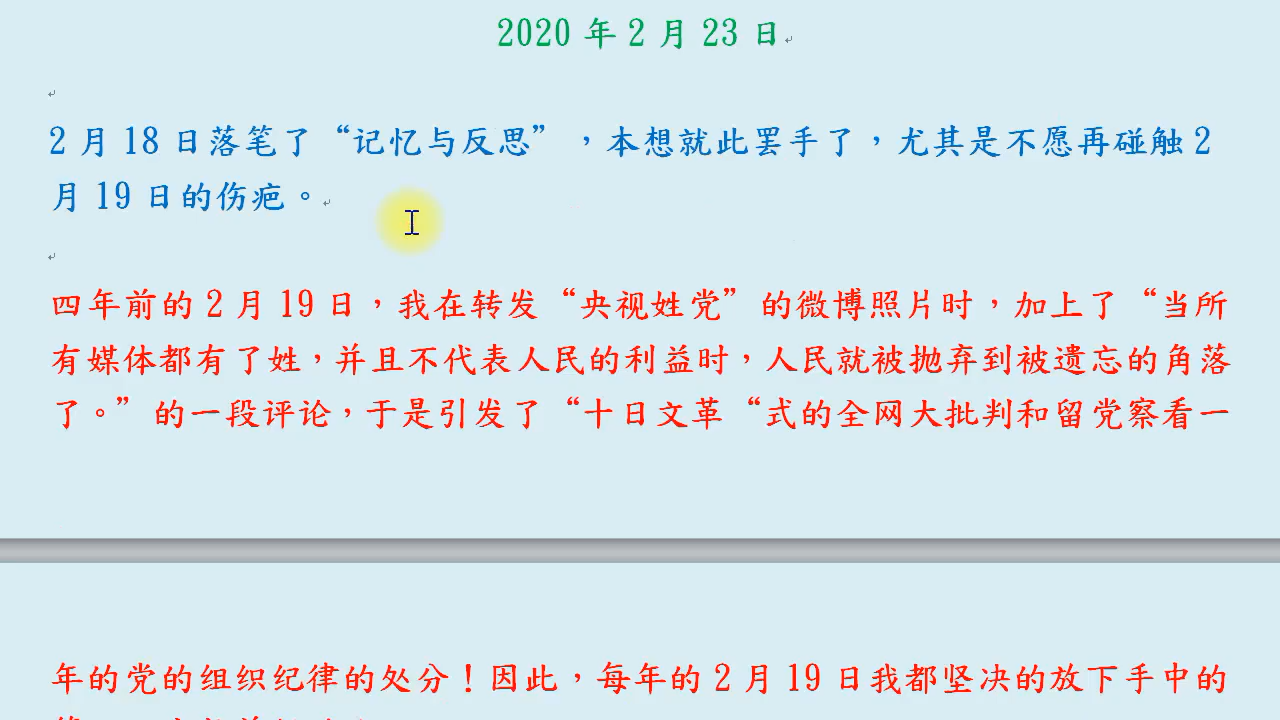 2020 年 2 月 23 日
2 月 18 日落笔了“记忆与反思”，本想就此罢手了，尤其是不愿再碰触 2
月 19 日的伤疤。
四年前的 2 月 19 日，我在转发“央视姓党”的微博照片时，加上了“当所
有媒体都有了姓，并且不代表人民的利益时，人民就被抛弃到被遗忘的角落
了。”的一段评论，于是引发了“十日文革“式的全网大批判和留党察看一
年的党的组织纪律的处分！因此，每年的 2 月 19 日我都坚决的放下手中的